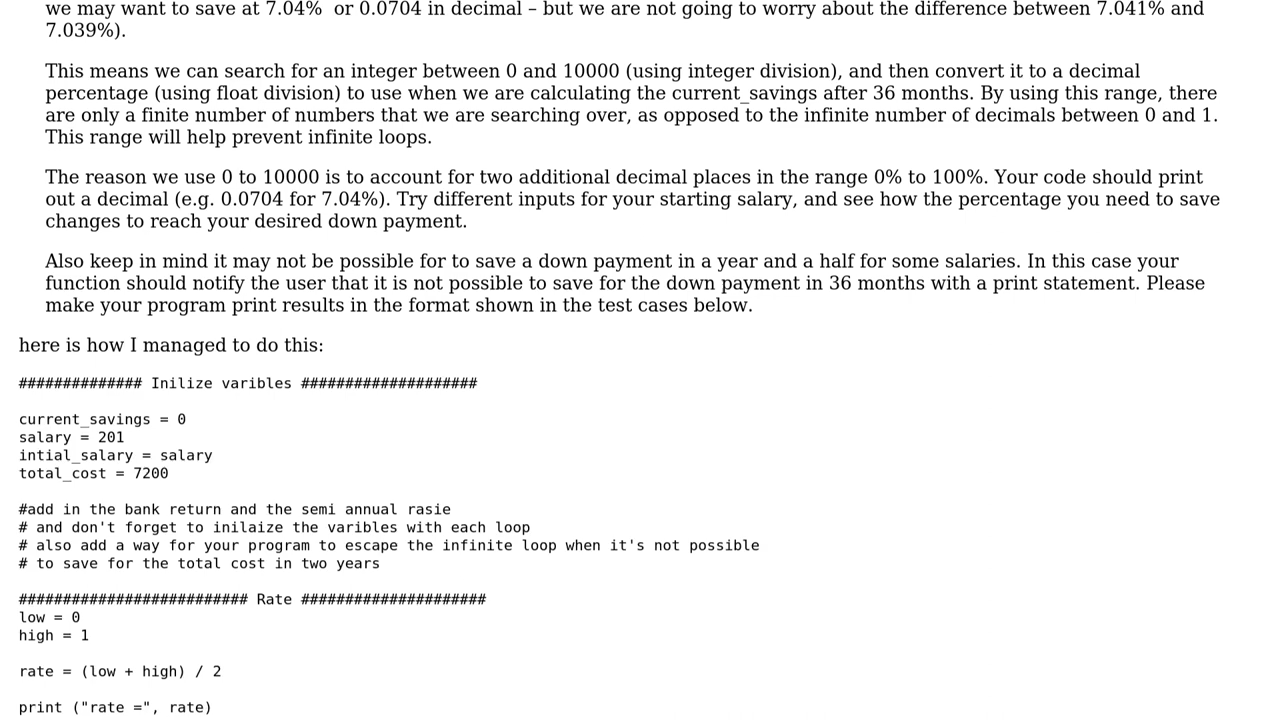 we may want to save at 7.04%  or 0.0704 in decimal – but we are not going to worry about the difference between 7.041% and
7.039%).
This means we can search for an integer between 0 and 10000 (using integer division), and then convert it to a decimal
percentage (using float division) to use when we are calculating the current_savings after 36 months. By using this range, there
are only a finite number of numbers that we are searching over, as opposed to the infinite number of decimals between 0 and 1.
This range will help prevent infinite loops.
The reason we use 0 to 10000 is to account for two additional decimal places in the range 0% to 100%. Your code should print
out a decimal (e.g. 0.0704 for 7.04%). Try different inputs for your starting salary, and see how the percentage you need to save
changes to reach your desired down payment.
Also keep in mind it may not be possible for to save a down payment in a year and a half for some salaries. In this case your
function should notify the user that it is not possible to save for the down payment in 36 months with a print statement. Please
make your program print results in the format shown in the test cases below.
here is how I managed to do this:
############## Inilize varibles ####################
current_savings = 0
salary = 201
intial_salary = salary
total_cost = 7200
#add in the bank return and the semi annual rasie
# and don't forget to inilaize the varibles with each loop
# also add a way for your program to escape the infinite loop when it's not possible
# to save for the total cost in two years
########################## Rate #####################
low = 0
high = 1
rate = (low + high) / 2
print ("rate =", rate)